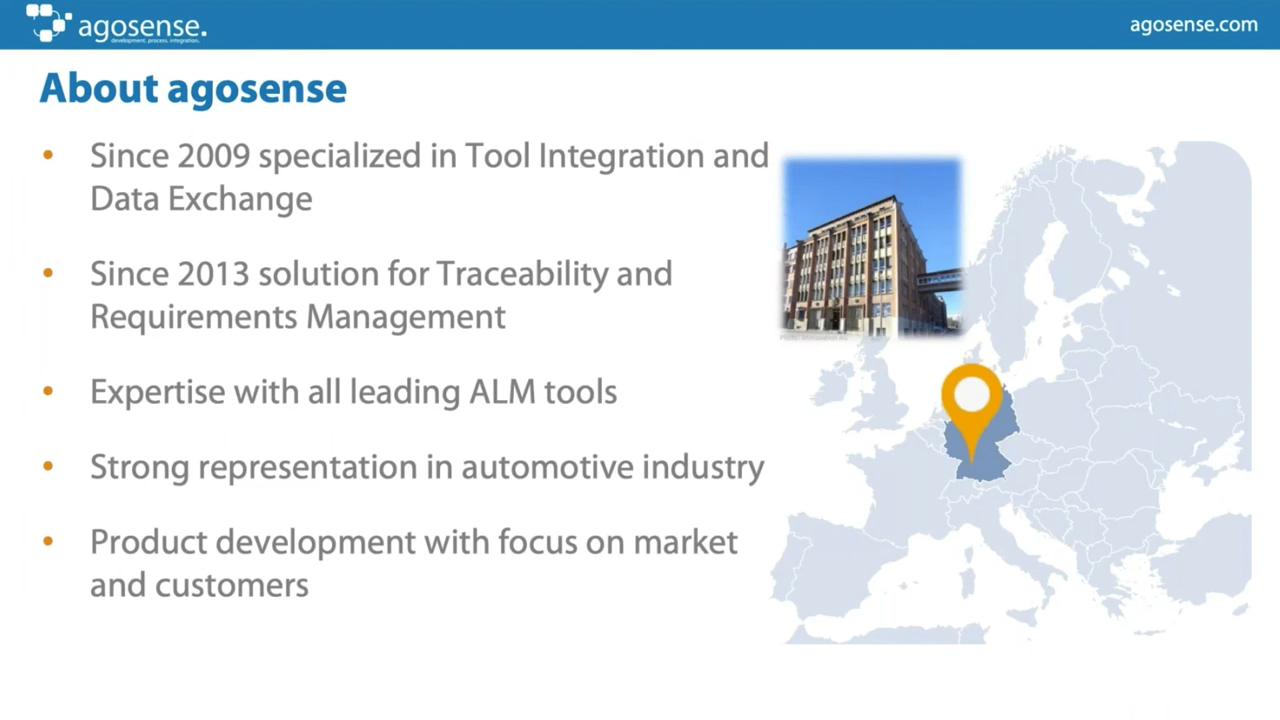 agosense.
development. process. integration.
agosense.com
About agosense
• Since 2009 specialized in Tool Integration and
Data Exchange
• Since 2013 solution for Traceability and
Requirements Management
• Expertise with all leading ALM tools
• Strong representation in automotive industry
• Product development with focus on market
and customers